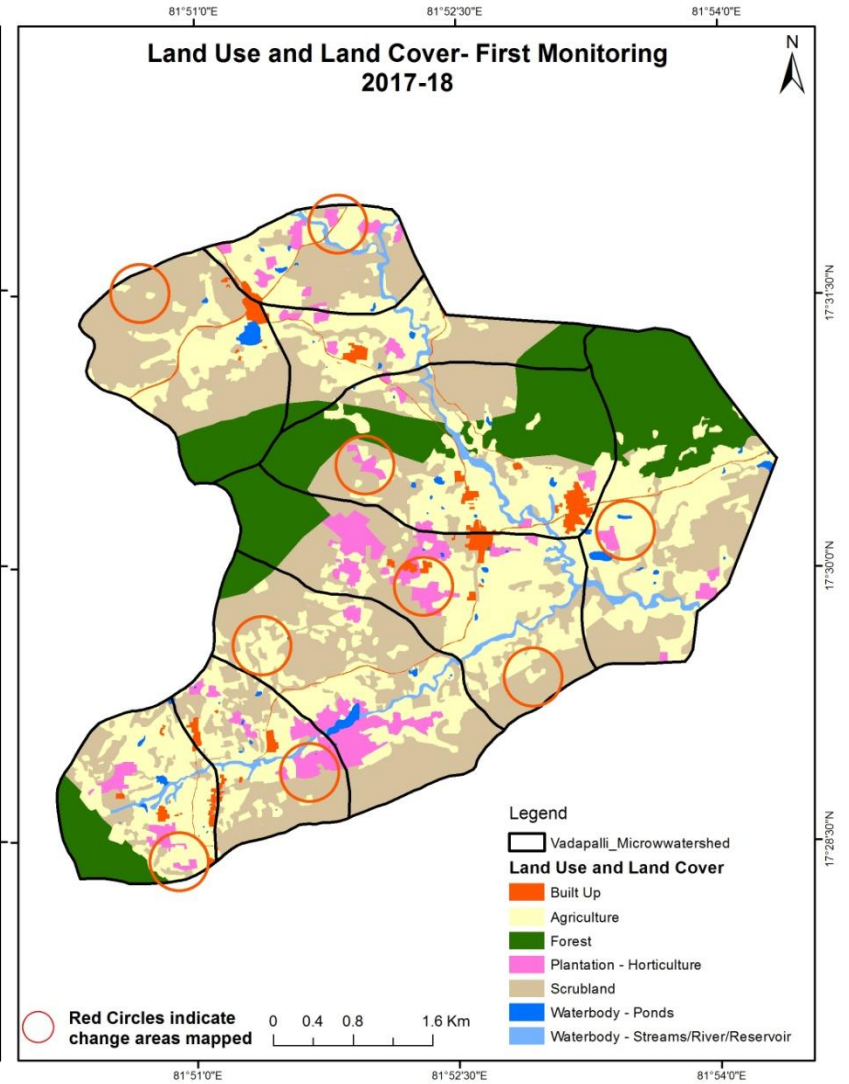 81°51'0"E 81°52'30"E 81°54'0"E
Land Use and Land Cover- First Monitoring
2017-18
N
17°31'30"N
17°30'0"N
17°28'30"N
Legend
Vadapalli_Microwwatershed
Land Use and Land Cover
Built Up
Agriculture
Forest
Plantation - Horticulture
Scrubland
Waterbody - Ponds
Waterbody - Streams/River/Reservoir
Red Circles indicate
change areas mapped
0 0.4 0.8 1.6 Km
81°51'0"E 81°52'30"E 81°54'0"E